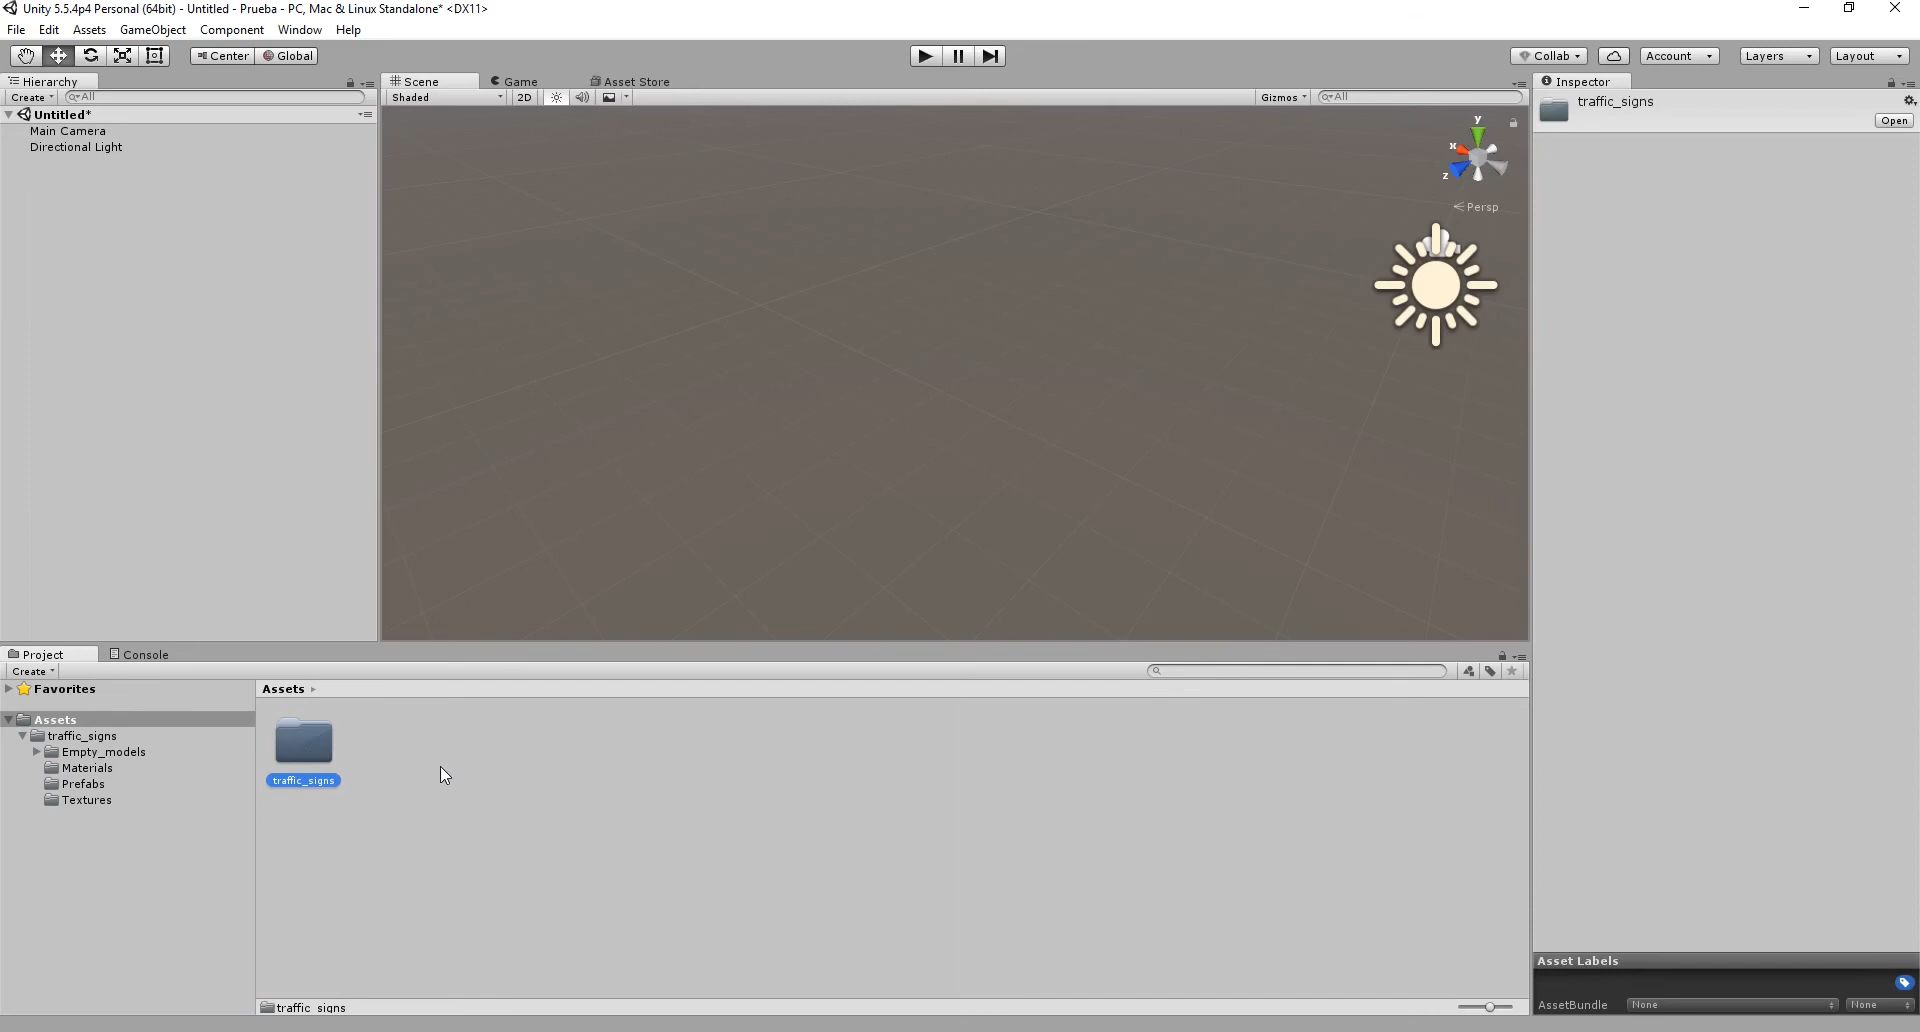 Unity 5.5.4p4 Personal (64bit) - Untitled - Prueba - PC, Mac & Linux Standalone* <DX11>
File Edit Assets GameObject Component Window Help
Center Global Collab Account Layers Layout
Hierarchy Scene Game Asset Store Inspector
Create All Shaded 2D Gizmos All
traffic_signs
Open
Untitled*
Main Camera
Directional Light
y
x
z
Persp
Project Console
Create
Favorites
Assets
Assets
traffic_signs
Empty_models
Materials
Prefabs
Textures
traffic_signs
traffic_signs
Asset Labels
AssetBundle None None